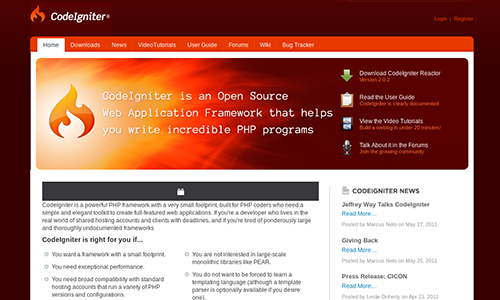 CodeIgniter®
Login | Register
Home Downloads News VideoTutorials User Guide Forums Wiki Bug Tracker
CodeIgniter is an Open Source
Web Application Framework that helps
you write incredible PHP programs
Download CodeIgniter Reactor
Version 2.0.2
Read the User Guide
CodeIgniter is clearly documented
View the Video Tutorials
Build a weblog in under 20 minutes!
Talk About it in the Forums
Join the growing community
CodeIgniter is a powerful PHP framework with a very small footprint, built for PHP coders who need a
simple and elegant toolkit to create full-featured web applications. If you're a developer who lives in the
real world of shared hosting accounts and clients with deadlines, and if you're tired of ponderously large
and thoroughly undocumented frameworks
CodeIgniter is right for you if...
You want a framework with a small footprint.
You need exceptional performance.
You need broad compatibility with standard
hosting accounts that run a variety of PHP
versions and configurations.
You are not interested in large-scale
monolithic libraries like PEAR.
You do not want to be forced to learn a
templating language (although a template
parser is optionally available if you desire
one).
CODEIGNITER NEWS
Jeffrey Way Talks CodeIgniter
Read More…
Posted by Marcus Neto on May 27, 2011
Giving Back
Read More…
Posted by Marcus Neto on May 25, 2011
Press Release: CICON
Read More…
Posted by Leslie Doherty on Apr 21, 2011